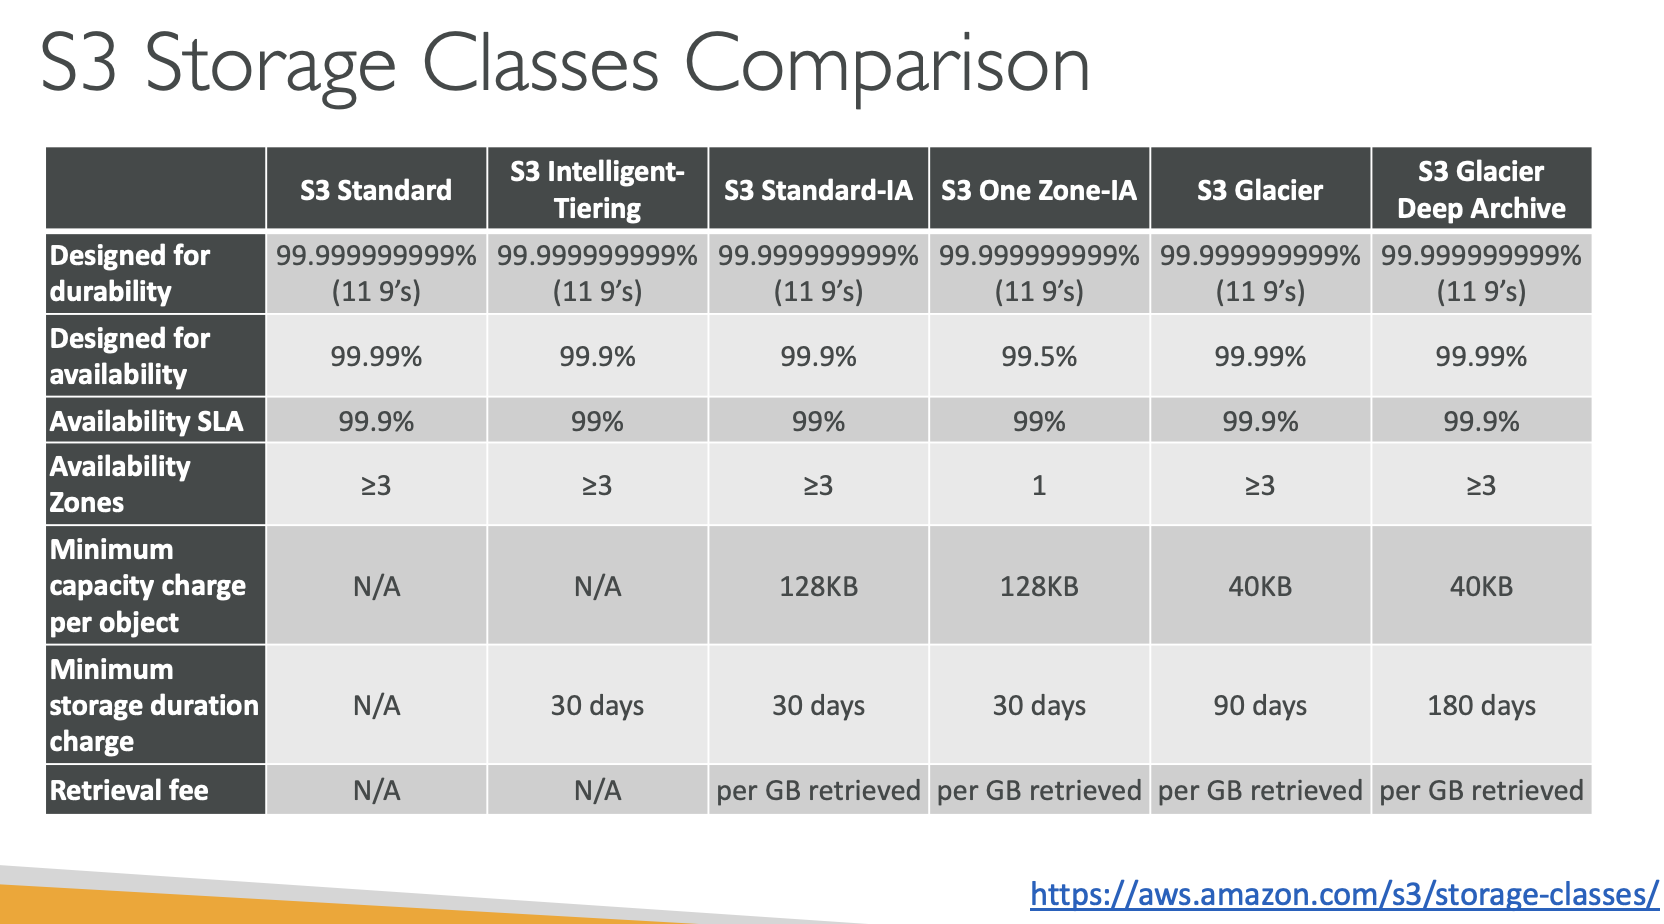 S3 Storage Classes Comparison
S3 Standard
S3 Intelligent-
Tiering
S3 Standard-IA
S3 One Zone-IA
S3 Glacier
S3 Glacier
Deep Archive
Designed for
durability
99.999999999%
(11 9’s)
99.999999999%
(11 9’s)
99.999999999%
(11 9’s)
99.999999999%
(11 9’s)
99.999999999%
(11 9’s)
99.999999999%
(11 9’s)
Designed for
availability
99.99%
99.9%
99.9%
99.5%
99.99%
99.99%
Availability SLA
99.9%
99%
99%
99%
99.9%
99.9%
Availability
Zones
≥3
≥3
≥3
1
≥3
≥3
Minimum
capacity charge
per object
N/A
N/A
128KB
128KB
40KB
40KB
Minimum
storage duration
charge
N/A
30 days
30 days
30 days
90 days
180 days
Retrieval fee
N/A
N/A
per GB retrieved
per GB retrieved
per GB retrieved
per GB retrieved
https://aws.amazon.com/s3/storage-classes/